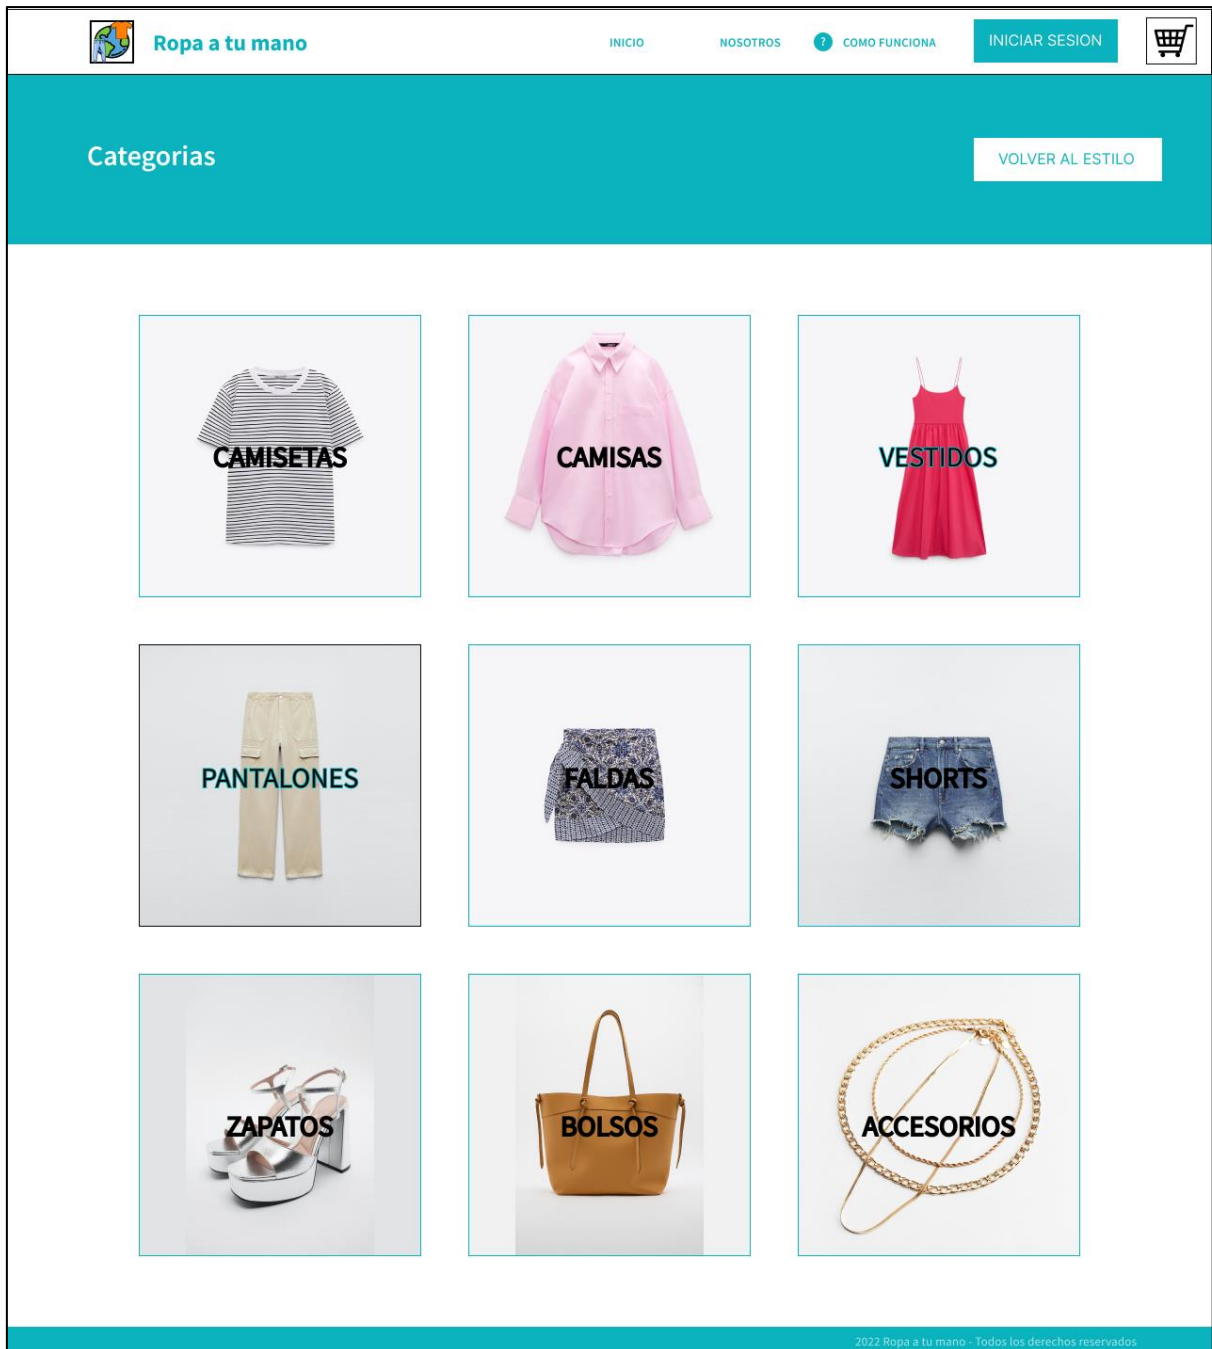 Ropa a tu mano
INICIO
NOSOTROS
? COMO FUNCIONA
INICIAR SESION
Categorias
VOLVER AL ESTILO
CAMISETAS
CAMISAS
VESTIDOS
PANTALONES
FALDAS
SHORTS
ZAPATOS
BOLSOS
ACCESORIOS
2022 Ropa a tu mano - Todos los derechos reservados